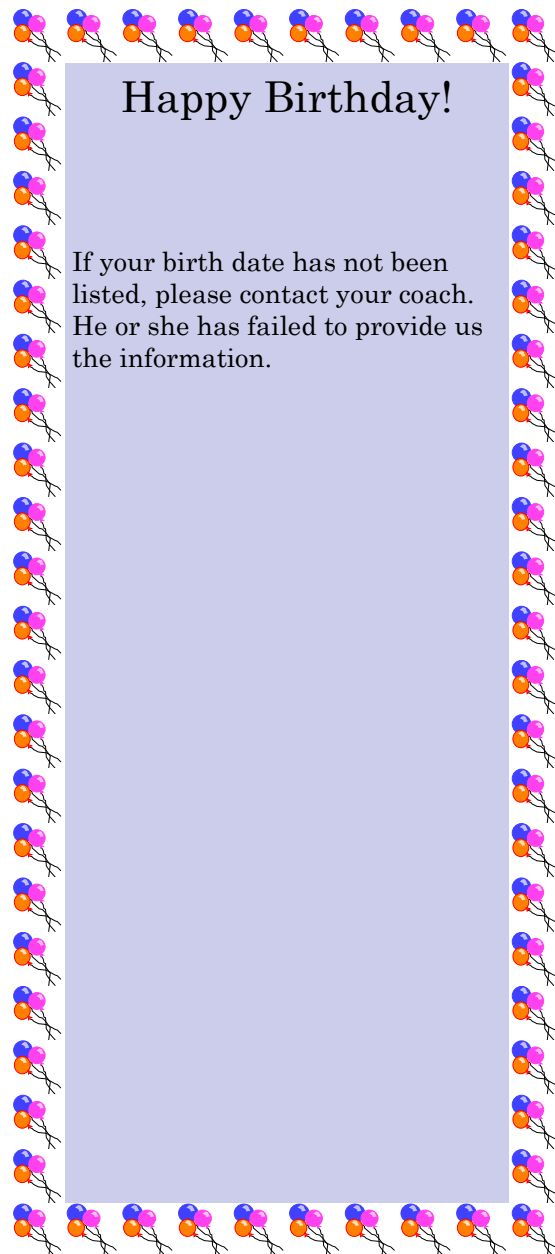 Happy Birthday!
If your birth date has not been
listed, please contact your coach.
He or she has failed to provide us
the information.